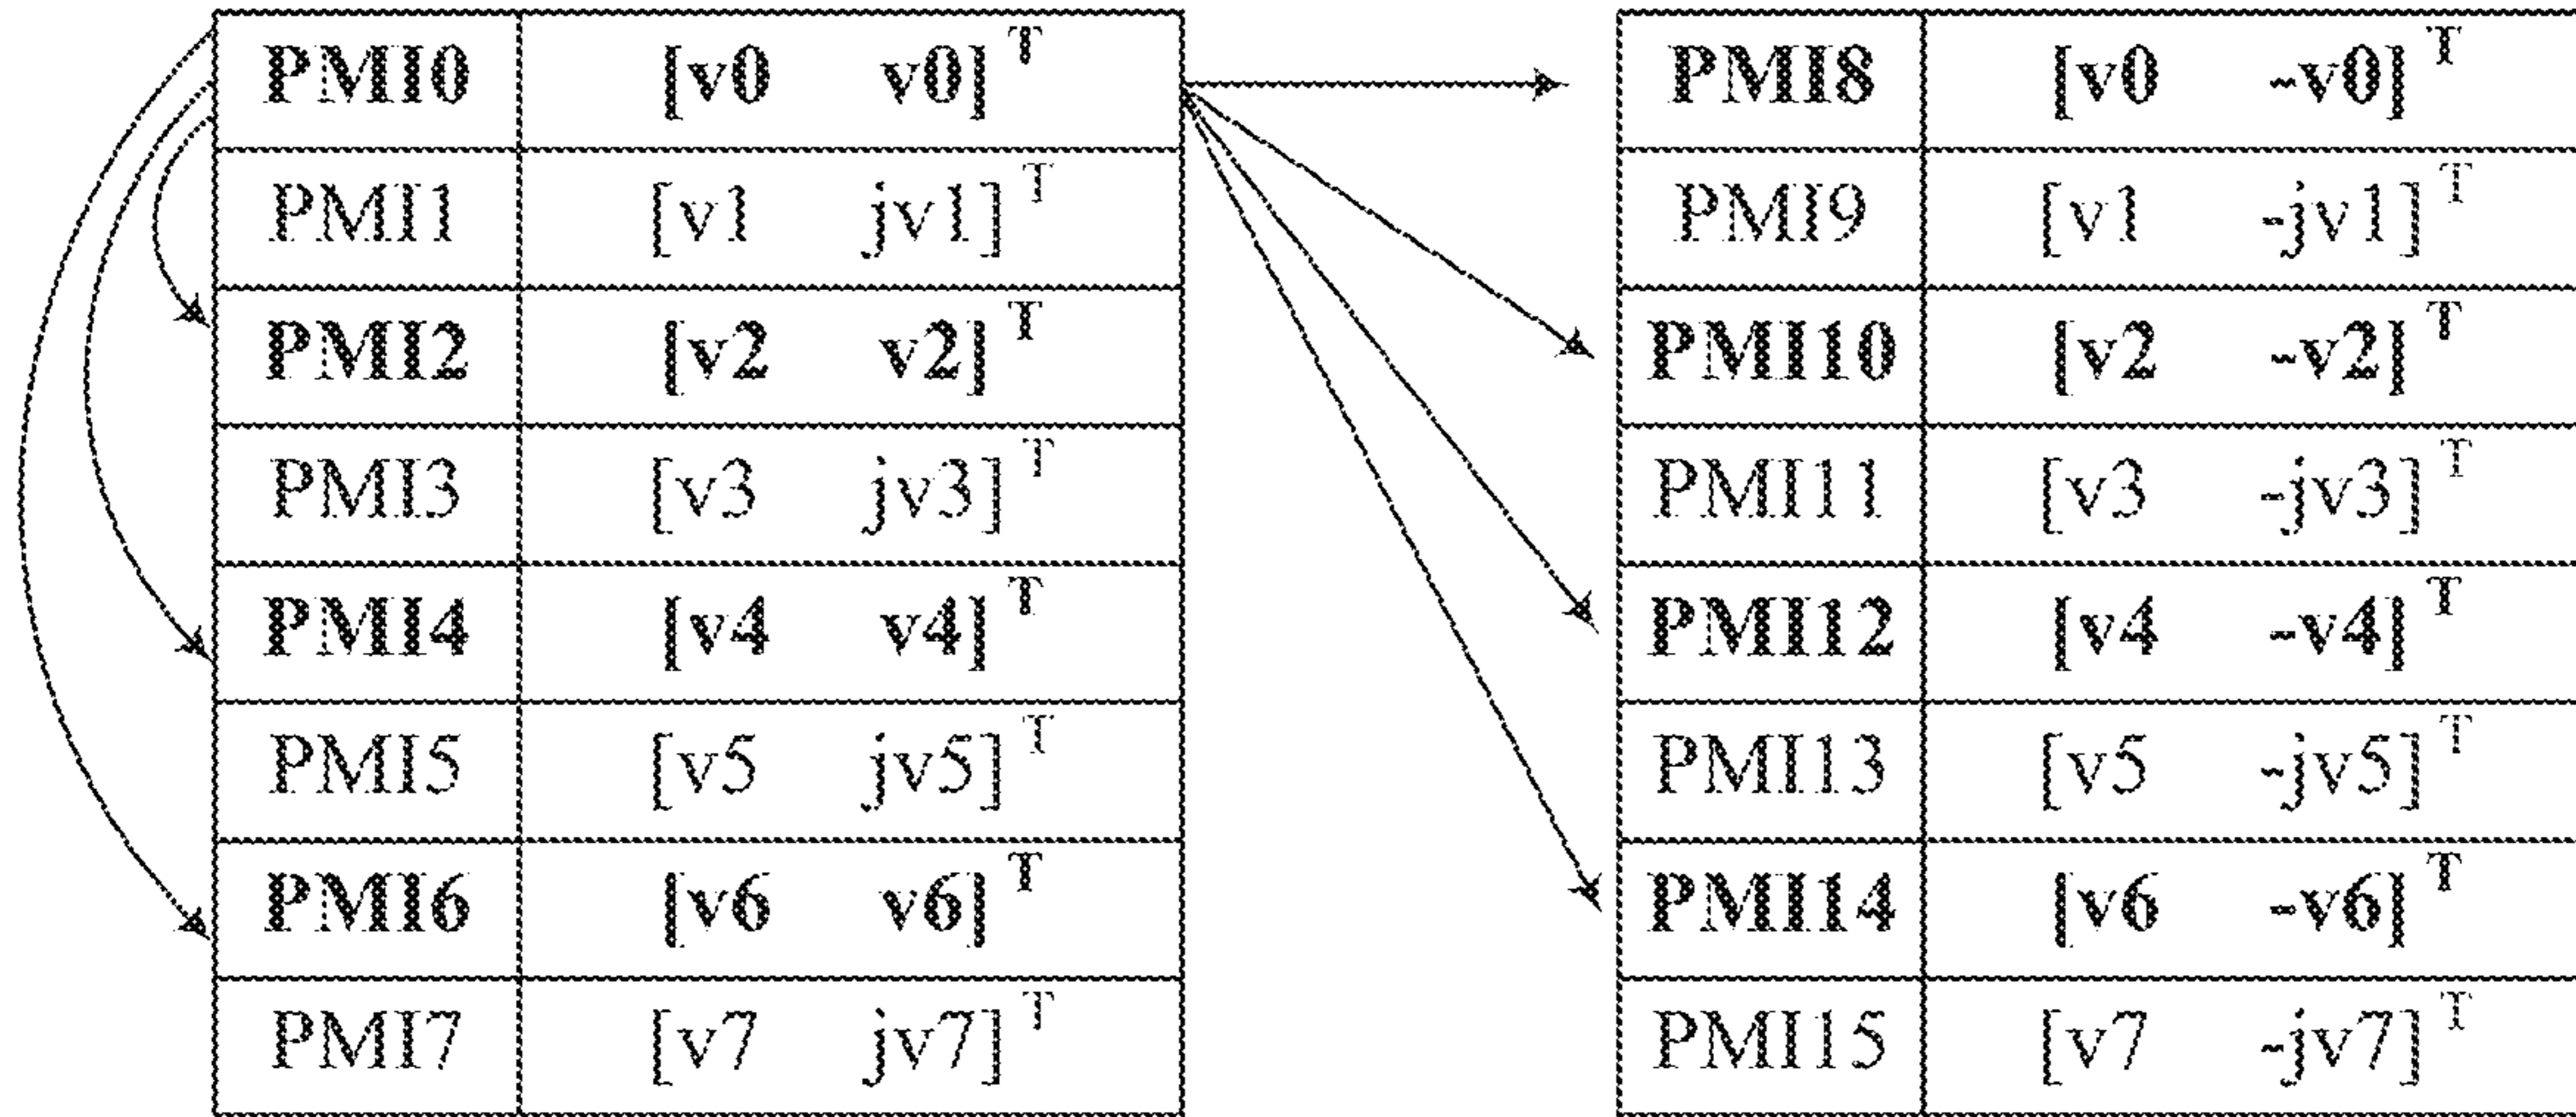 PMI0 [v0 v0]ᵀ
PMI1 [v1 jv1]ᵀ
PMI2 [v2 v2]ᵀ
PMI3 [v3 jv3]ᵀ
PMI4 [v4 v4]ᵀ
PMI5 [v5 jv5]ᵀ
PMI6 [v6 v6]ᵀ
PMI7 [v7 jv7]ᵀ
PMI8 [v0 -v0]ᵀ
PMI9 [v1 -jv1]ᵀ
PMI10 [v2 -v2]ᵀ
PMI11 [v3 -jv3]ᵀ
PMI12 [v4 -v4]ᵀ
PMI13 [v5 -jv5]ᵀ
PMI14 [v6 -v6]ᵀ
PMI15 [v7 -jv7]ᵀ